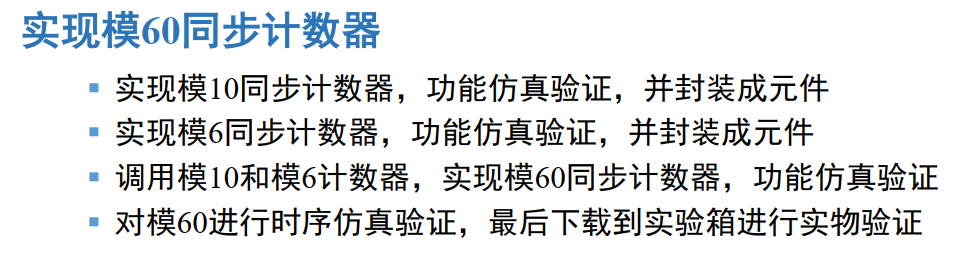 实现模60同步计数器
实现模10同步计数器，功能仿真验证，并封装成元件
实现模6同步计数器，功能仿真验证，并封装成元件
调用模10和模6计数器，实现模60同步计数器，功能仿真验证
对模60进行时序仿真验证，最后下载到实验箱进行实物验证